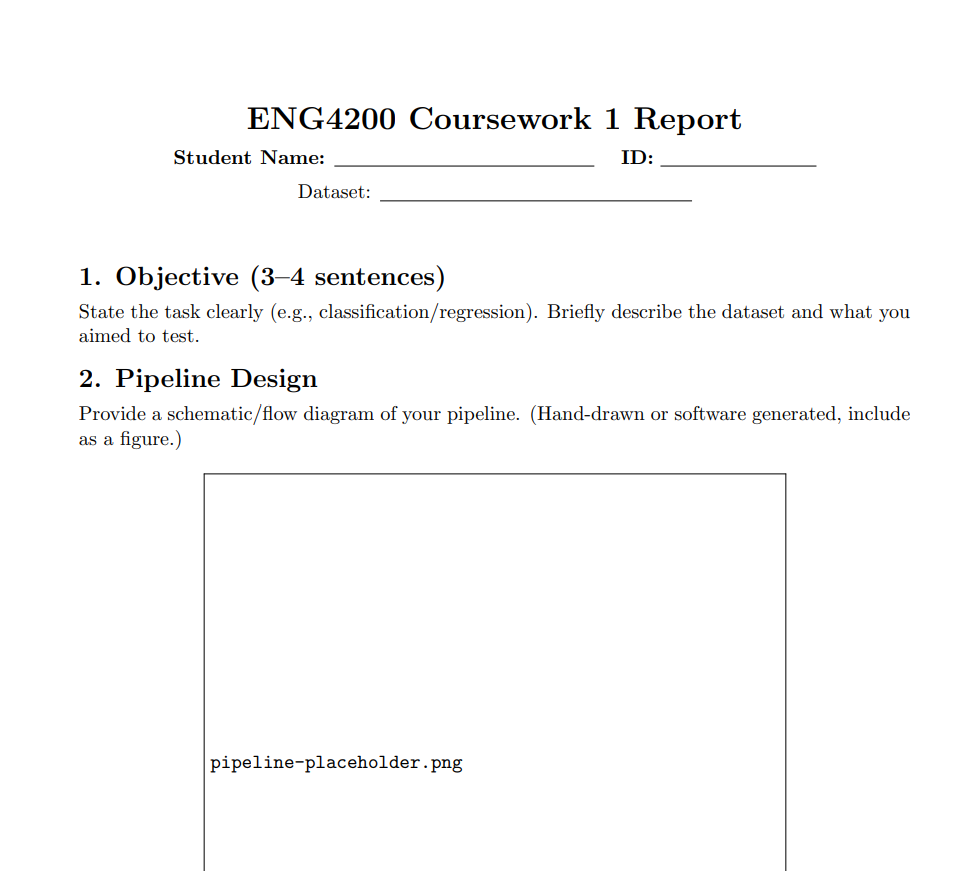 ENG4200 Coursework 1 Report
Student Name: ID:
Dataset:
1. Objective (3–4 sentences)
State the task clearly (e.g., classification/regression). Briefly describe the dataset and what you
aimed to test.
2. Pipeline Design
Provide a schematic/flow diagram of your pipeline. (Hand-drawn or software generated, include
as a figure.)
pipeline-placeholder.png